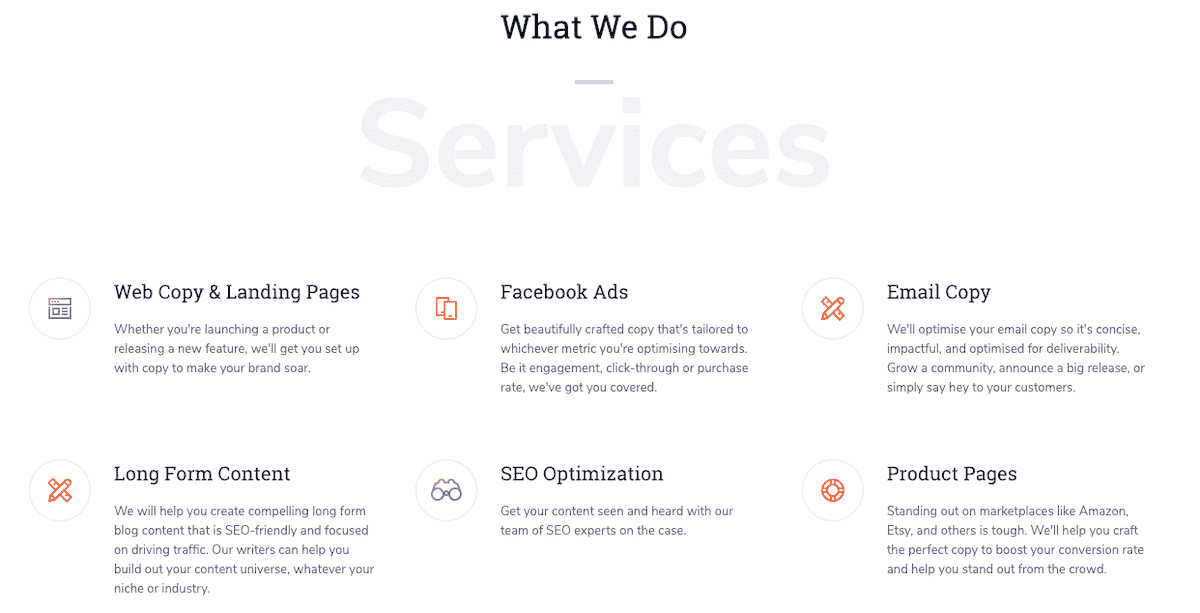 What We Do
Services
Web Copy & Landing Pages
Whether you're launching a product or
releasing a new feature, we'll get you set up
with copy to make your brand soar.
Facebook Ads
Get beautifully crafted copy that's tailored to
whichever metric you're optimising towards.
Be it engagement, click-through or purchase
rate, we've got you covered.
Email Copy
We'll optimise your email copy so it's concise,
impactful, and optimised for deliverability.
Grow a community, announce a big release, or
simply say hey to your customers.
Long Form Content
We will help you create compelling long form
blog content that is SEO-friendly and focused
on driving traffic. Our writers can help you
build out your content universe, whatever your
niche or industry.
SEO Optimization
Get your content seen and heard with our
team of SEO experts on the case.
Product Pages
Standing out on marketplaces like Amazon,
Etsy, and others is tough. We'll help you craft
the perfect copy to boost your conversion rate
and help you stand out from the crowd.